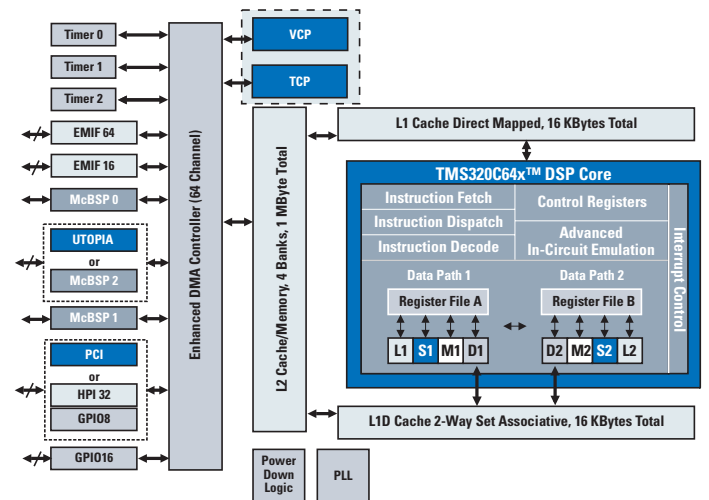 Timer 0
Timer 1
Timer 2
EMIF 64
EMIF 16
McBSP 0
UTOPIA
or
McBSP 2
McBSP 1
PCI
or
HPI 32
GPIO8
GPIO16
Enhanced DMA Controller (64 Channel)
VCP
TCP
L2 Cache/Memory, 4 Banks, 1 MByte Total
L1 Cache Direct Mapped, 16 KBytes Total
TMS320C64x™ DSP Core
Instruction Fetch
Instruction Dispatch
Instruction Decode
Control Registers
Advanced
In-Circuit Emulation
Interrupt Control
Data Path 1
Data Path 2
Register File A
Register File B
L1 S1 M1 D1
D2 M2 S2 L2
L1D Cache 2-Way Set Associative, 16 KBytes Total
Power
Down
Logic
PLL